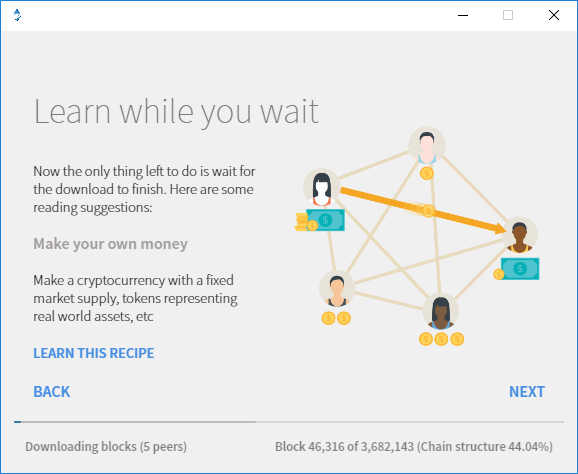 Learn while you wait
Now the only thing left to do is wait for
the download to finish. Here are some
reading suggestions:
Make your own money
Make a cryptocurrency with a fixed
market supply, tokens representing
real world assets, etc
LEARN THIS RECIPE
BACK
NEXT
Downloading blocks (5 peers)
Block 46,316 of 3,682,143 (Chain structure 44.04%)